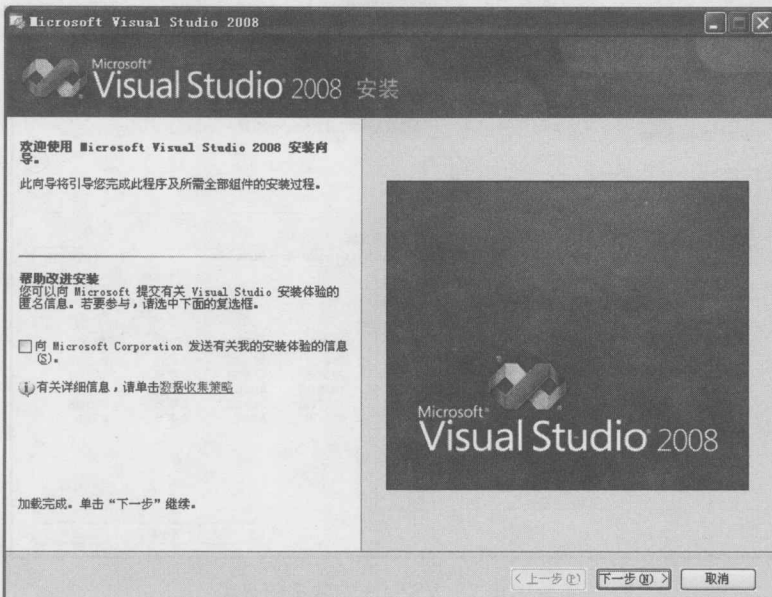 Microsoft Visual Studio 2008
Microsoft®
Visual Studio® 2008 安装
欢迎使用 Microsoft Visual Studio 2008 安装向
导。
此向导将引导您完成此程序及所需全部组件的安装过程。
帮助改进安装
您可以向 Microsoft 提交有关 Visual Studio 安装体验的
匿名信息。若要参与，请选中下面的复选框。
向 Microsoft Corporation 发送有关我的安装体验的信息
(S)。
有关详细信息，请单击数据收集策略
加载完成。单击“下一步”继续。
Microsoft®
Visual Studio® 2008
< 上一步(P)
下一步(N) >
取消